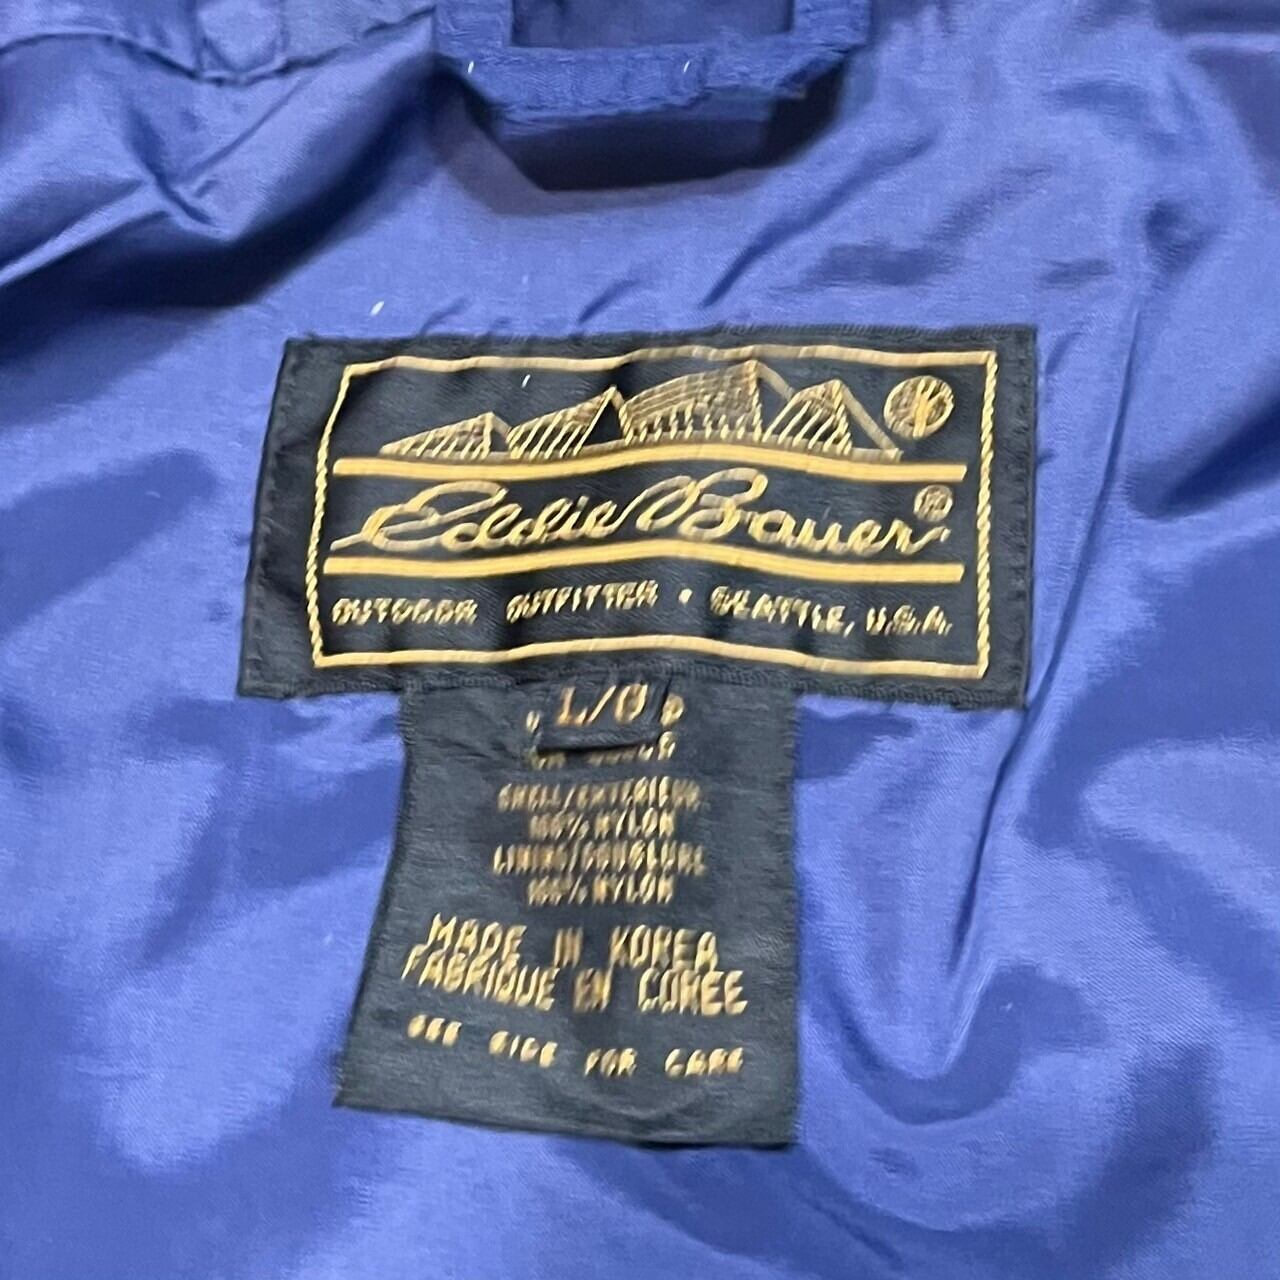 Eddie Bauer®
OUTDOOR OUTFITTER • SEATTLE, U.S.A.
L/G
SHELL/EXTERIEUR
100% NYLON
LINING/DOUBLURE
100% NYLON
MADE IN KOREA
FABRIQUE EN COREE
SEE SIDE FOR CARE